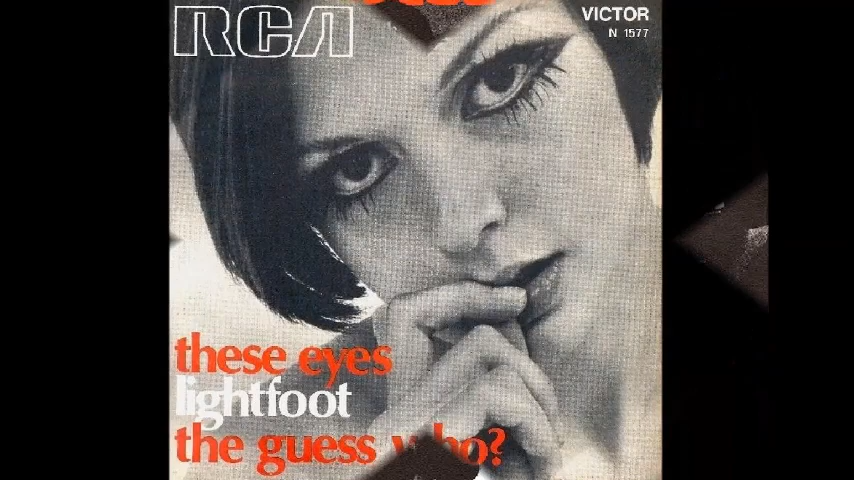 RCA
VICTOR
N 1577
these eyes
lightfoot
the guess who?